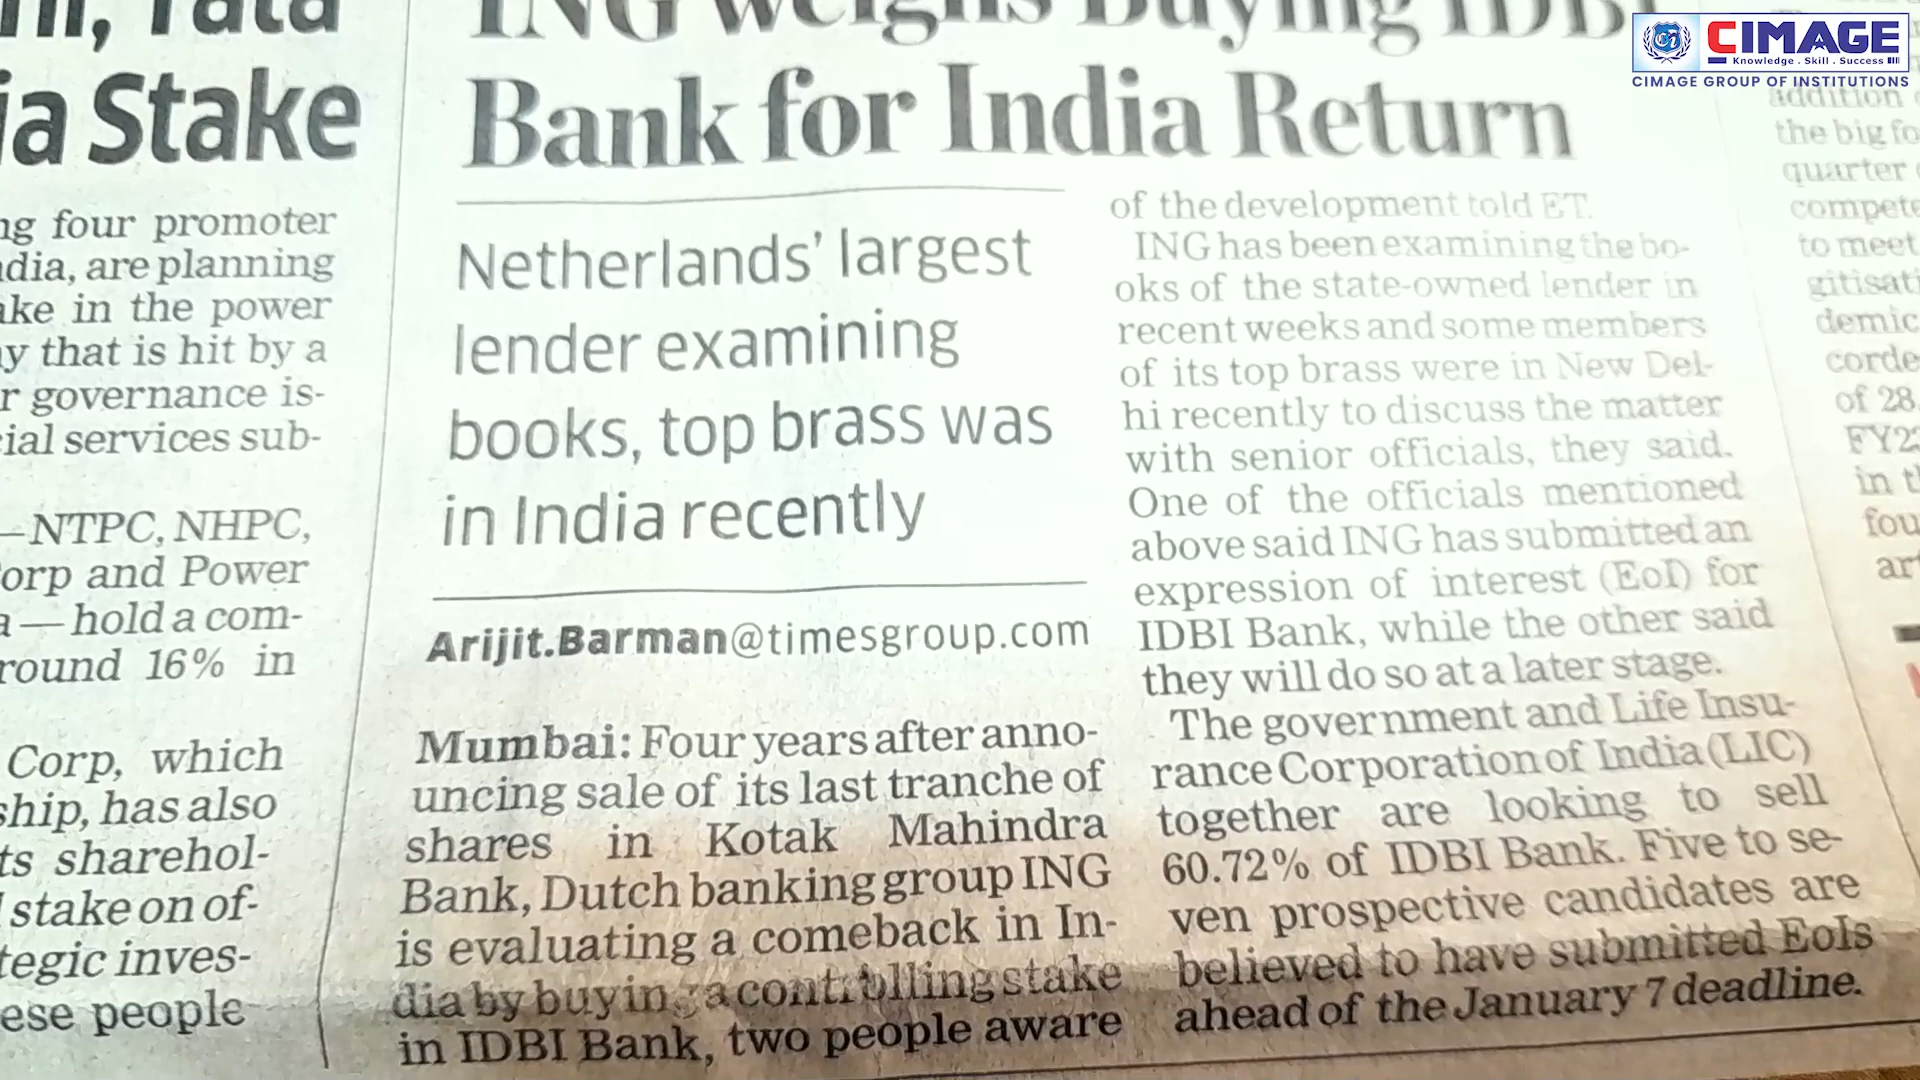 Stake
ng four promoter
dia, are planning
ake in the power
y that is hit by a
r governance is-
ial services sub-
—NTPC, NHPC,
orp and Power
a — hold a com-
round 16% in
Corp, which
ship, has also
ts sharehol-
stake on of-
tegic inves-
ese people
ING weighs Buying IDBI
Bank for India Return
Netherlands' largest
lender examining
books, top brass was
in India recently
Arijit.Barman@timesgroup.com
Mumbai: Four years after anno-
uncing sale of its last tranche of
shares in Kotak Mahindra
Bank, Dutch banking group ING
is evaluating a comeback in In-
dia by buying a controlling stake
in IDBI Bank, two people aware
of the development told ET.
ING has been examining the bo-
oks of the state-owned lender in
recent weeks and some members
of its top brass were in New Del-
hi recently to discuss the matter
with senior officials, they said.
One of the officials mentioned
above said ING has submitted an
expression of interest (EoI) for
IDBI Bank, while the other said
they will do so at a later stage.
The government and Life Insu-
rance Corporation of India (LIC)
together are looking to sell
60.72% of IDBI Bank. Five to se-
ven prospective candidates are
believed to have submitted EoIs
ahead of the January 7 deadline.
CIMAGE
Knowledge . Skill . Success
CIMAGE GROUP OF INSTITUTIONS
addition
the big fo
quarter
compete
to meet
gitisati
demic
corde
of 28.
FY23
in t
fou
ar